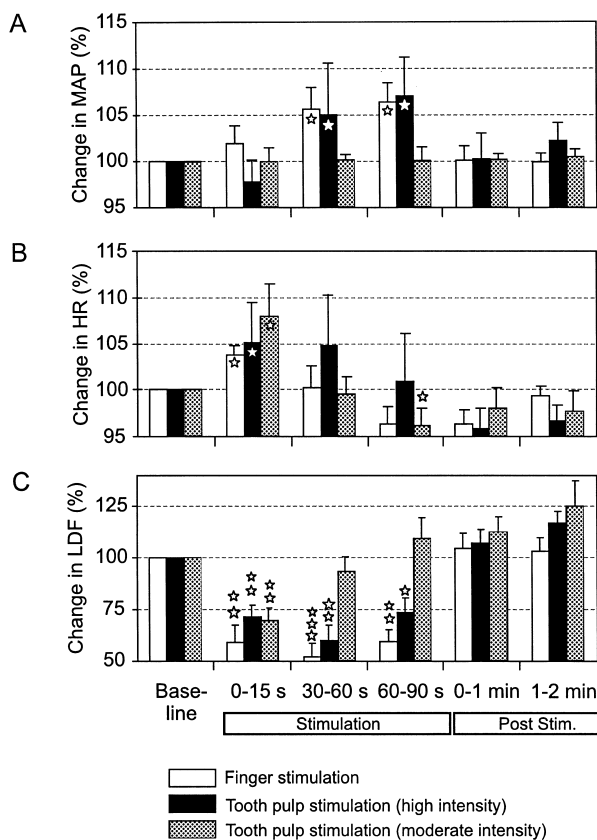 A
Change in MAP (%)
115
110
105
100
95
B
Change in HR (%)
115
110
105
100
95
C
Change in LDF (%)
125
100
75
50
Base-
line
0-15 s
30-60 s
60-90 s
0-1 min
1-2 min
Stimulation
Post Stim.
Finger stimulation
Tooth pulp stimulation (high intensity)
Tooth pulp stimulation (moderate intensity)